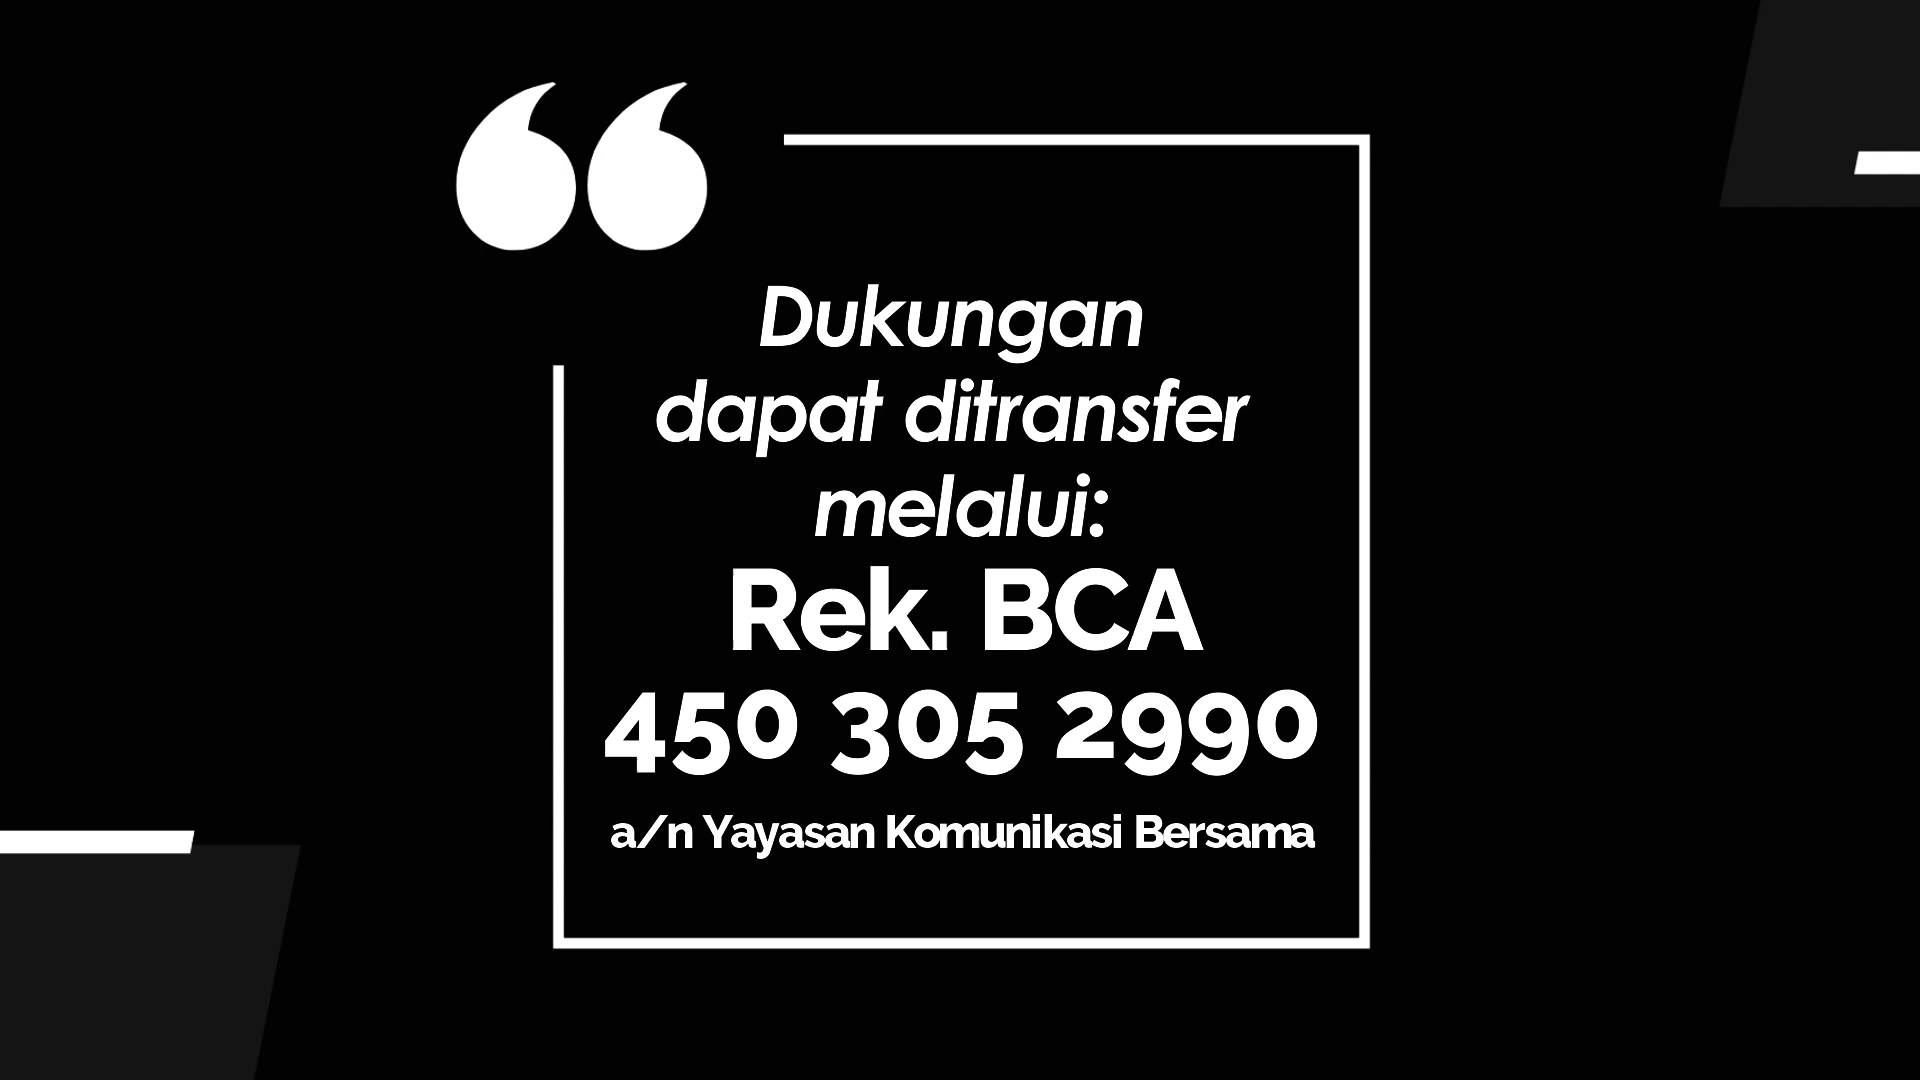 Dukungan
dapat ditransfer
melalui:
Rek. BCA
450 305 2990
a/n Yayasan Komunikasi Bersama